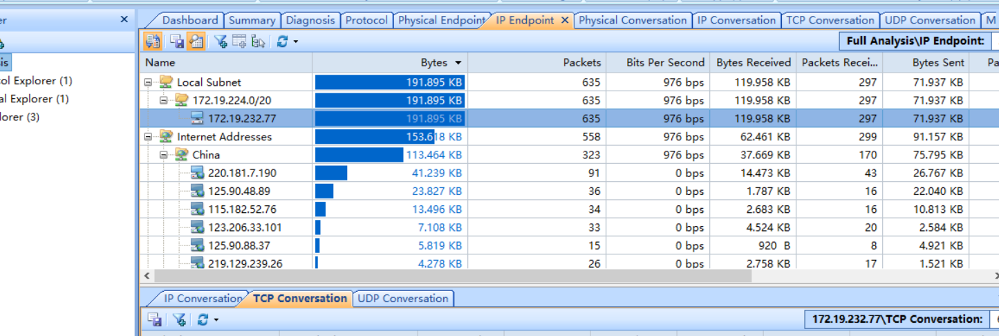 er
Dashboard Summary Diagnosis Protocol Physical Endpoint IP Endpoint Physical Conversation IP Conversation TCP Conversation UDP Conversation M
Full Analysis\IP Endpoint:
is
ol Explorer (1)
al Explorer (1)
lorer (3)
Name Bytes Packets Bits Per Second Bytes Received Packets Recei... Bytes Sent Pa
Local Subnet 191.895 KB 635 976 bps 119.958 KB 297 71.937 KB
172.19.224.0/20 191.895 KB 635 976 bps 119.958 KB 297 71.937 KB
172.19.232.77 191.895 KB 635 976 bps 119.958 KB 297 71.937 KB
Internet Addresses 153.618 KB 558 976 bps 62.461 KB 299 91.157 KB
China 113.464 KB 323 976 bps 37.669 KB 170 75.795 KB
220.181.7.190 41.239 KB 91 0 bps 14.473 KB 43 26.767 KB
125.90.48.89 23.827 KB 36 0 bps 1.787 KB 16 22.040 KB
115.182.52.76 13.496 KB 34 0 bps 2.683 KB 16 10.813 KB
123.206.33.101 7.108 KB 33 0 bps 4.524 KB 20 2.584 KB
125.90.88.37 5.819 KB 15 0 bps 920 B 8 4.921 KB
219.129.239.26 4.278 KB 26 0 bps 2.758 KB 17 1.521 KB
IP Conversation TCP Conversation UDP Conversation
172.19.232.77\TCP Conversation: